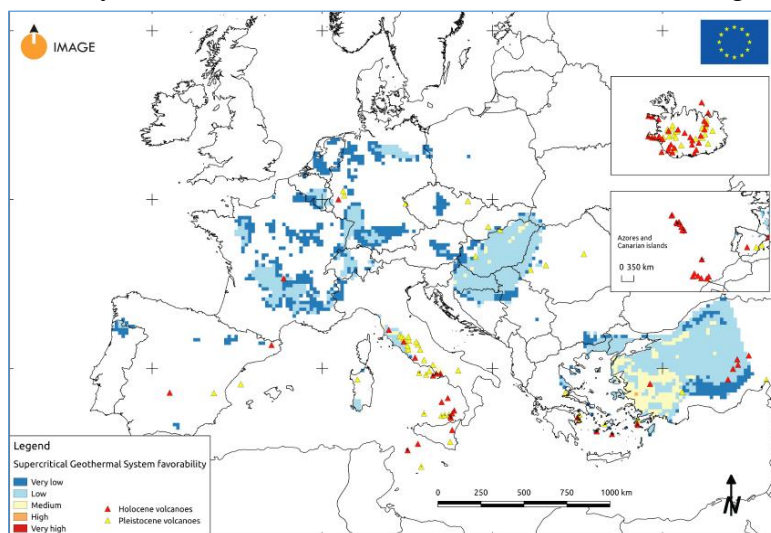 IMAGE
Azores and
Canarian islands
0 350 km
Legend
Supercritical Geothermal System favorability
Very low
Low
Medium
High
Very high
Holocene volcanoes
Pleistocene volcanoes
0 250 500 750 1000 km
N